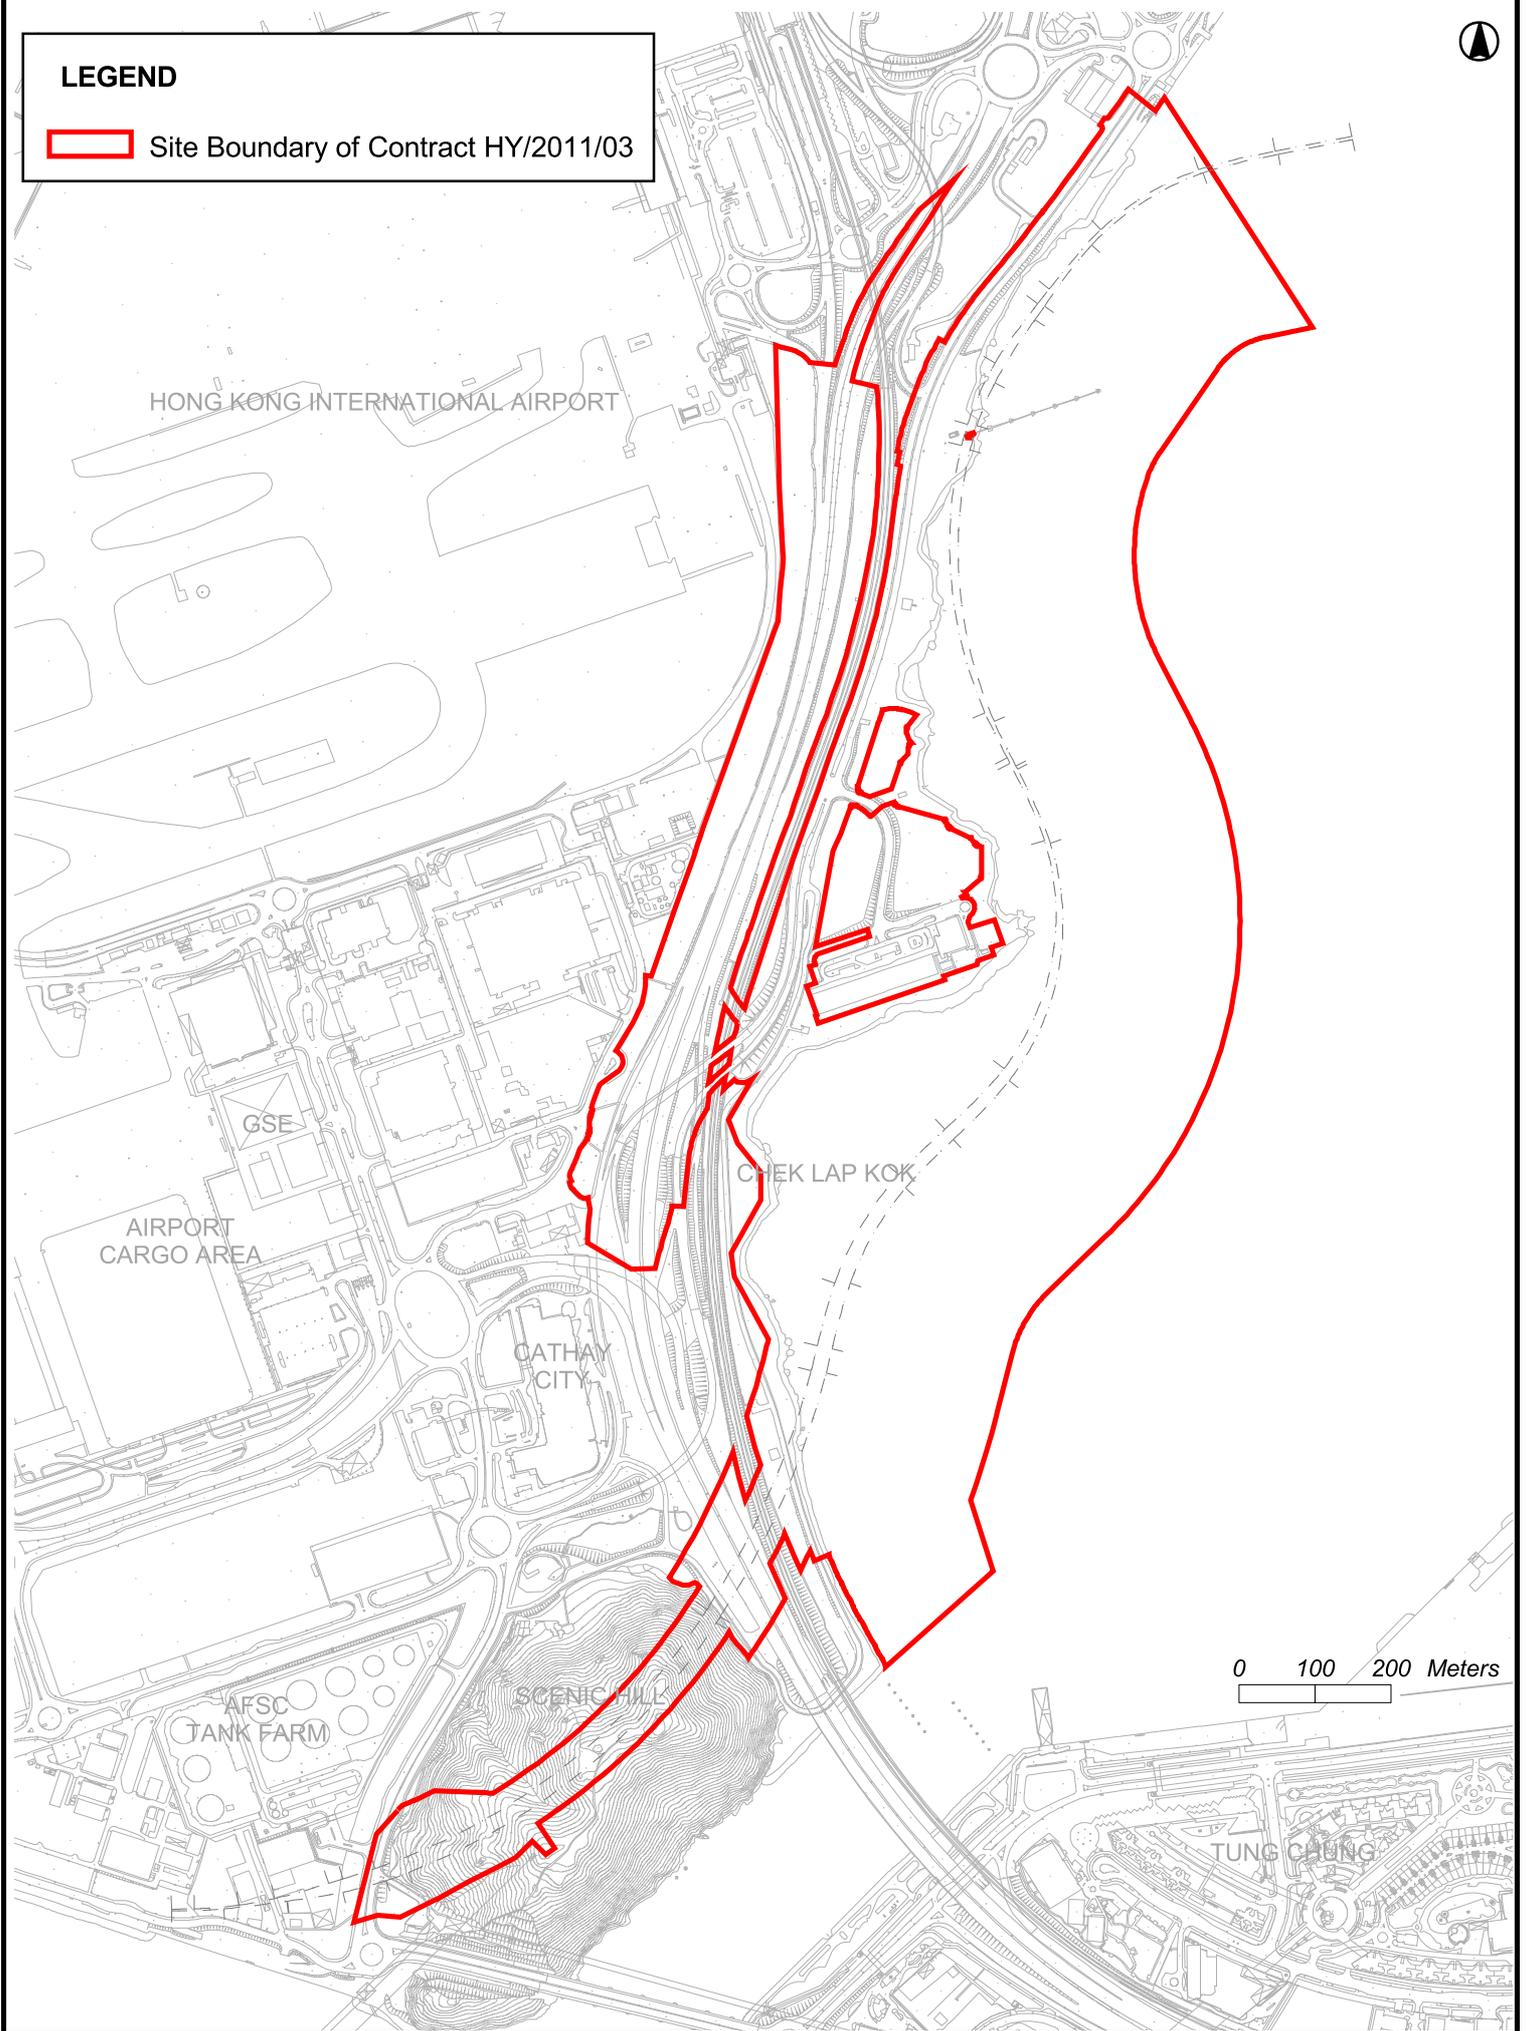 LEGEND
Site Boundary of Contract HY/2011/03
HONG KONG INTERNATIONAL AIRPORT
GSE
CHEK LAP KOK
AIRPORT
CARGO AREA
CATHAY
CITY
SCENIC HILL
AFSC
TANK FARM
0 100 200 Meters
TUNG CHUNG